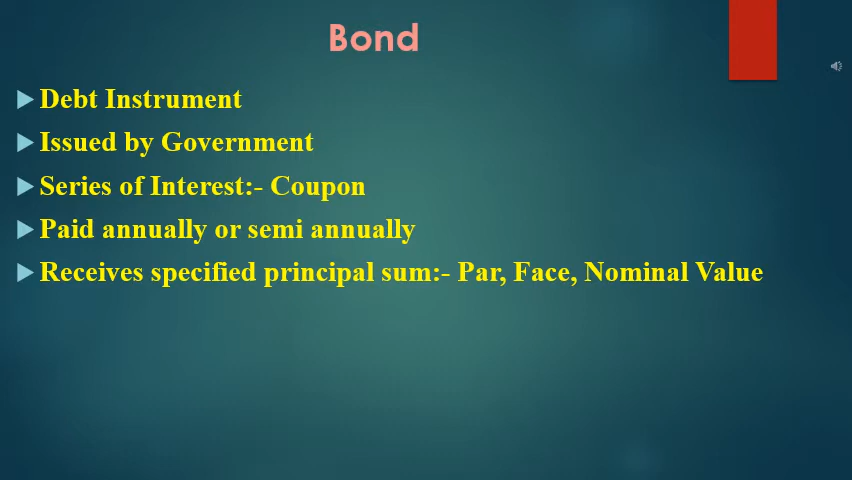 Bond
Debt Instrument
Issued by Government
Series of Interest:- Coupon
Paid annually or semi annually
Receives specified principal sum:- Par, Face, Nominal Value